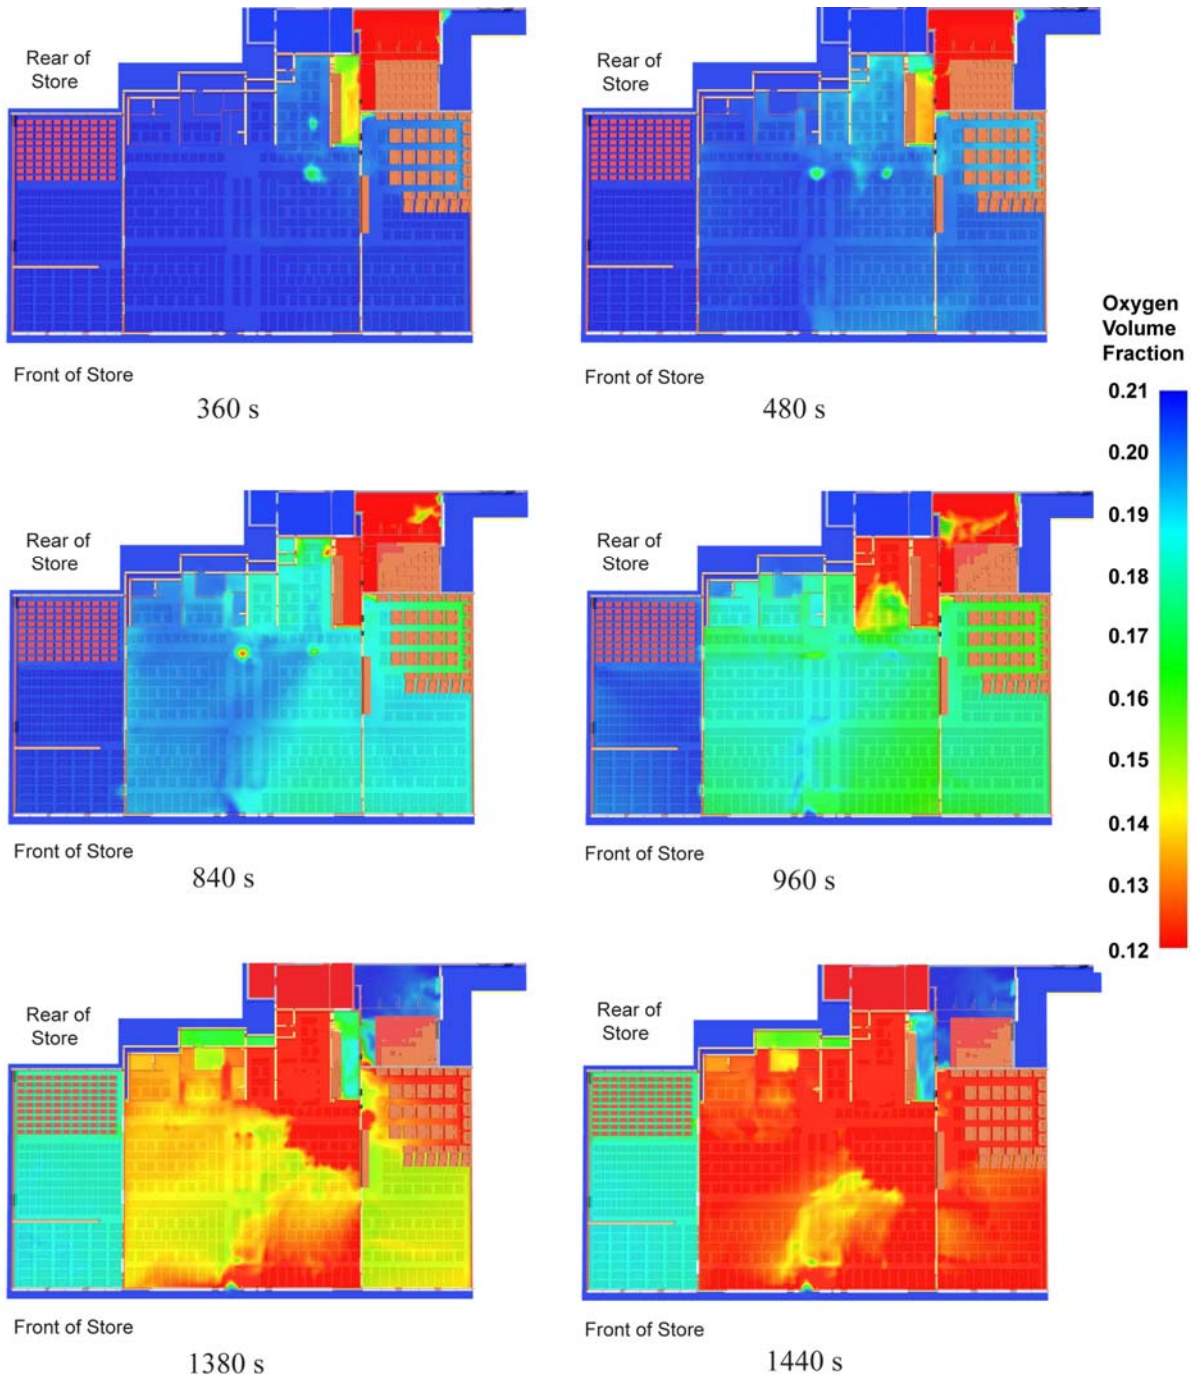 Rear of
Store
Front of Store
360 s
Rear of
Store
Front of Store
480 s
Oxygen
Volume
Fraction
0.21
0.20
0.19
0.18
0.17
0.16
0.15
0.14
0.13
0.12
Rear of
Store
Front of Store
840 s
Rear of
Store
Front of Store
960 s
Rear of
Store
Front of Store
1380 s
Rear of
Store
Front of Store
1440 s